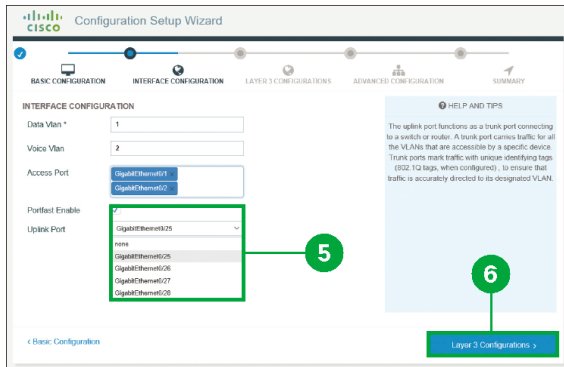 CISCO
Configuration Setup Wizard
BASIC CONFIGURATION
INTERFACE CONFIGURATION
LAYER 3 CONFIGURATIONS
ADVANCED CONFIGURATION
SUMMARY
INTERFACE CONFIGURATION
Data Vlan *
1
Voice Vlan
2
Access Port
GigabitEthernet0/1 ×
GigabitEthernet0/2 ×
Portfast Enable
Uplink Port
GigabitEthernet0/25
none
GigabitEthernet0/25
GigabitEthernet0/26
GigabitEthernet0/27
GigabitEthernet0/28
5
HELP AND TIPS
The uplink port functions as a trunk port connecting
to a switch or router. A trunk port carries traffic for all
the VLANs that are accessible by a specific device.
Trunk ports mark traffic with unique identifying tags
(802.1Q tags, when configured) , to ensure that
traffic is accurately directed to its designated VLAN.
6
‹ Basic Configuration
Layer 3 Configurations ›